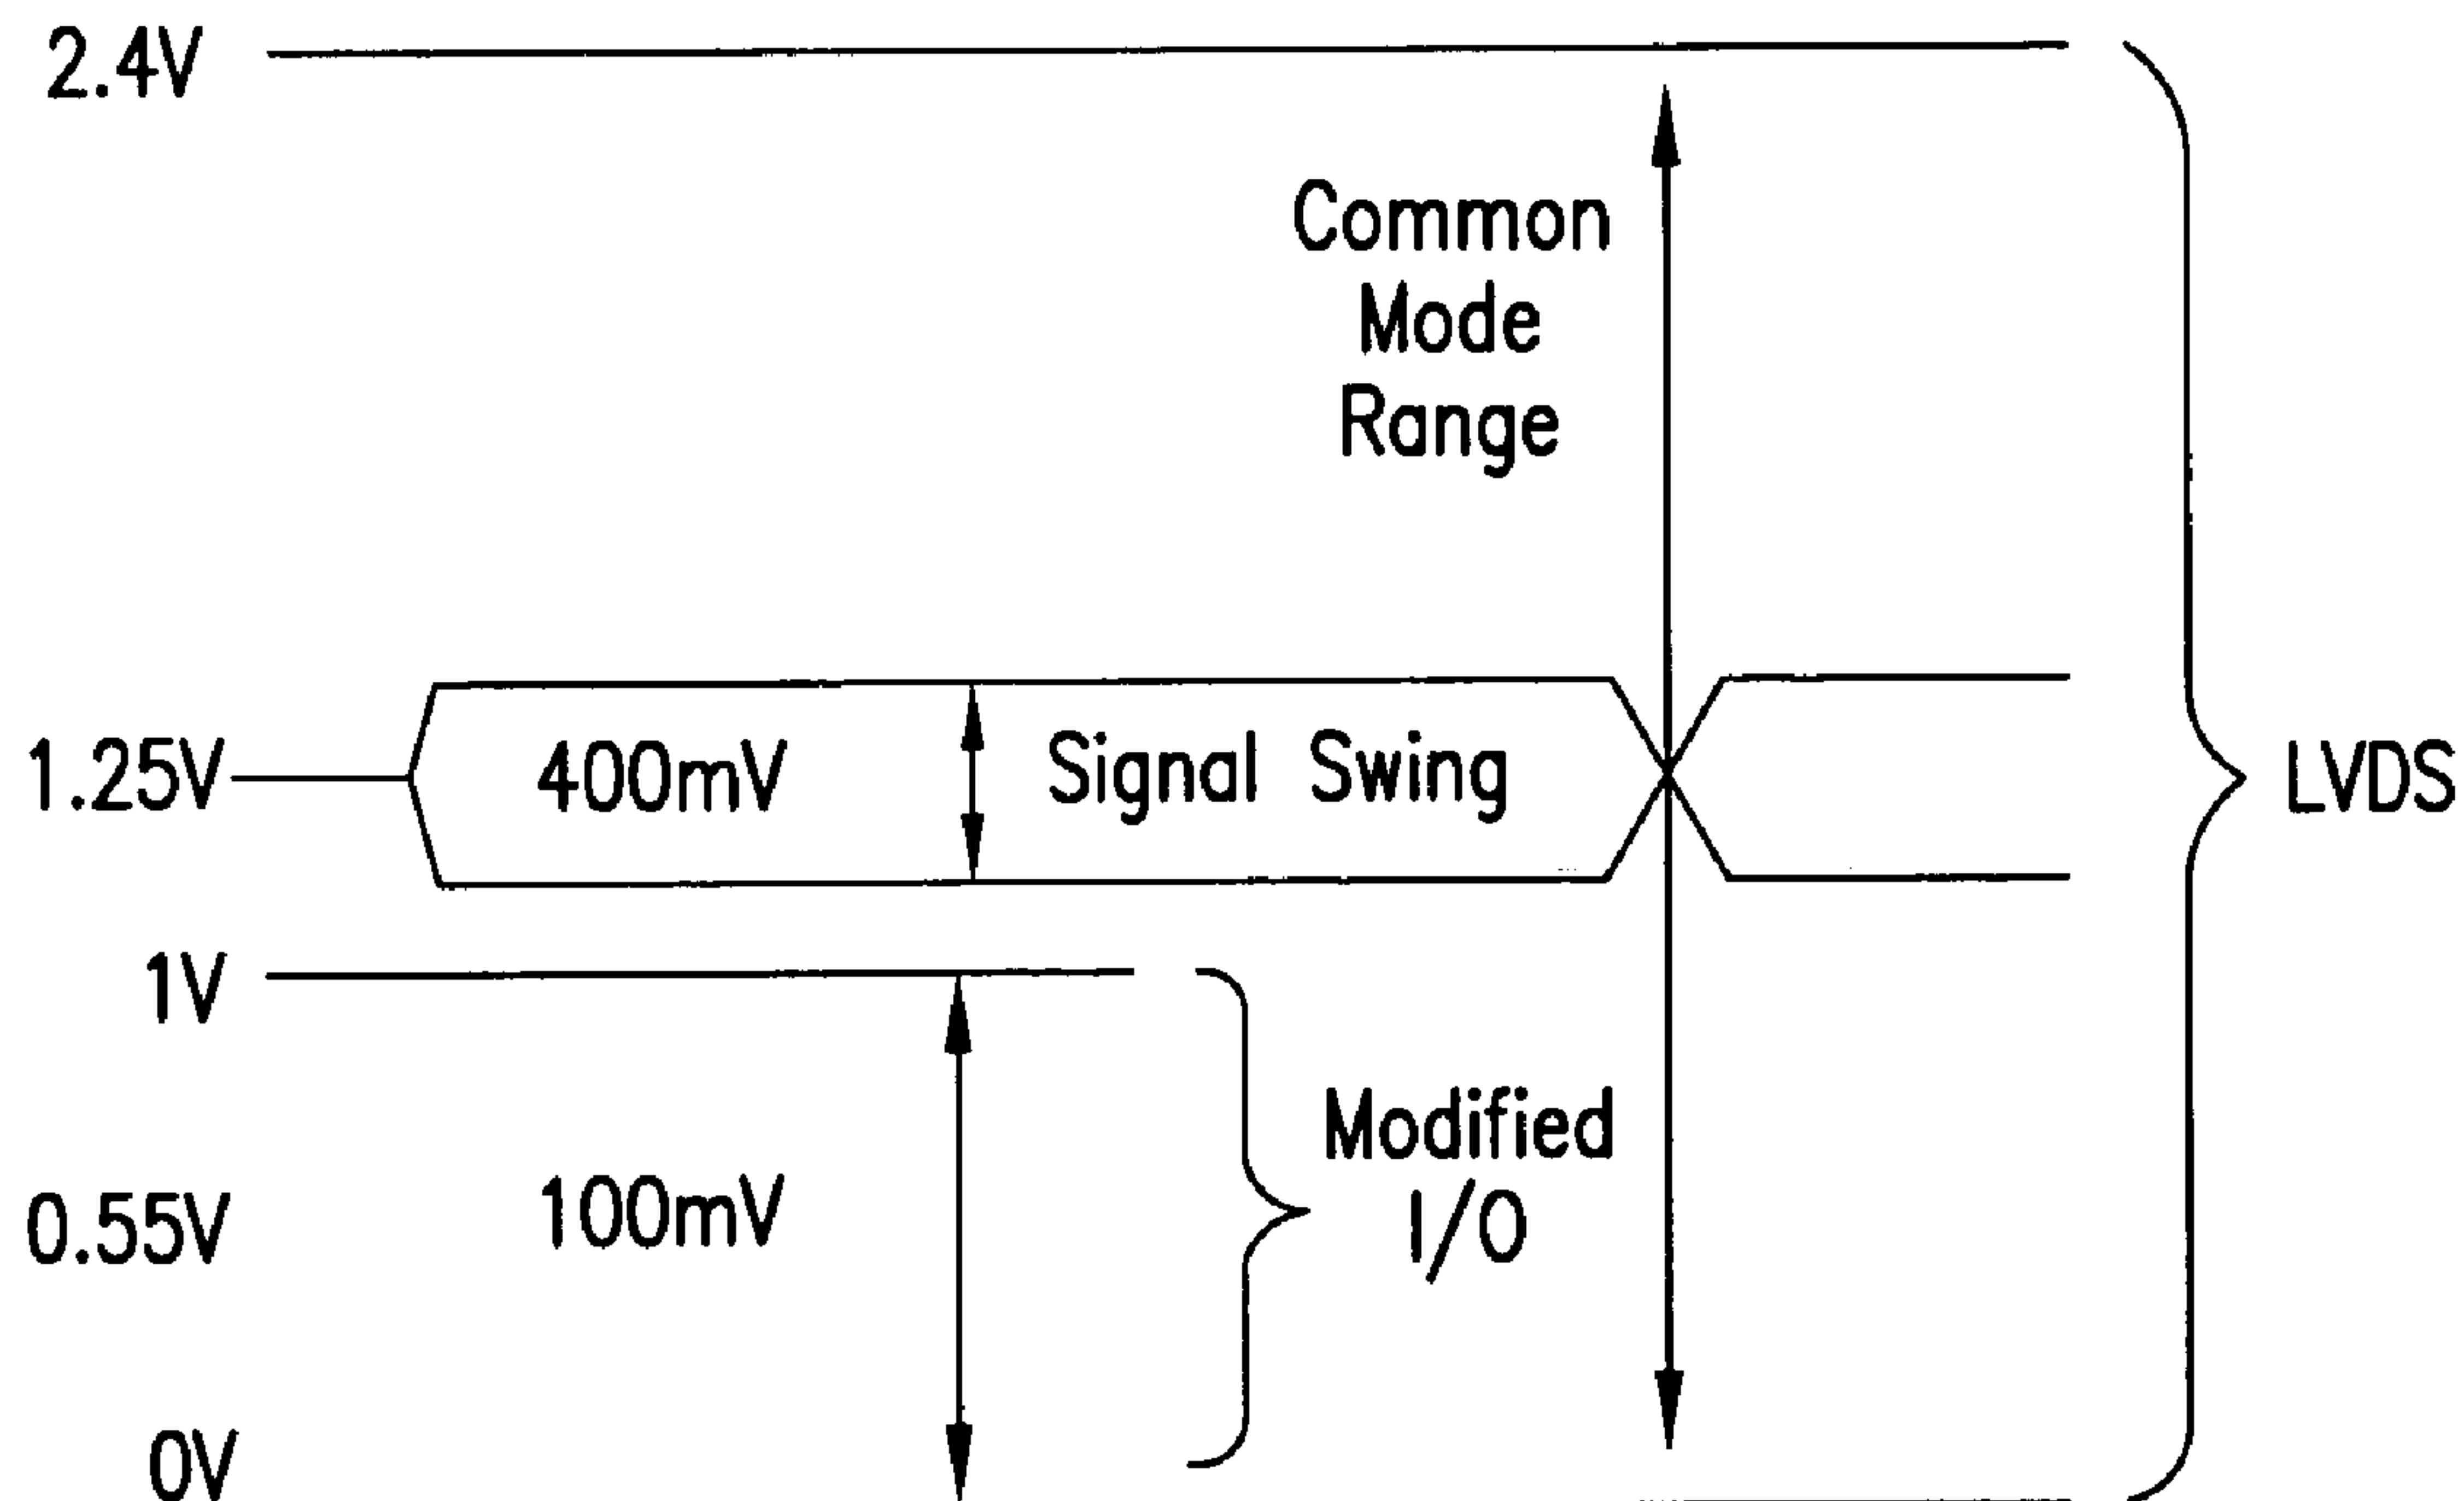 2.4V
Common
Mode
Range
1.25V
400mV
Signal Swing
LVDS
1V
Modified
I/O
0.55V
100mV
0V